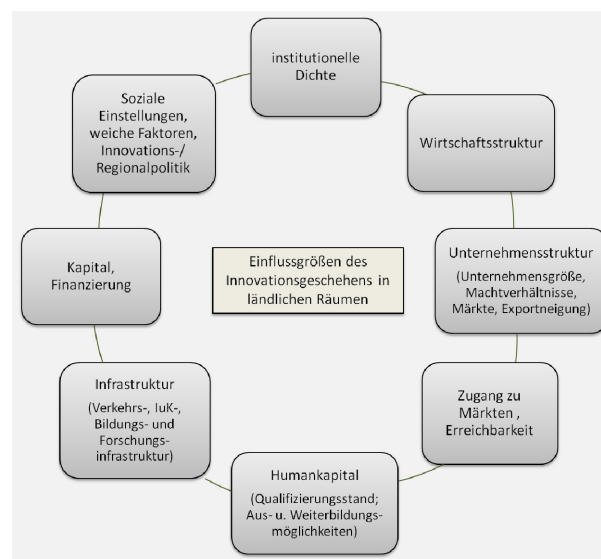 institutionelle
Dichte
Wirtschaftsstruktur
Unternehmensstruktur
(Unternehmensgröße,
Machtverhältnisse,
Märkte, Exportneigung)
Zugang zu
Märkten ,
Erreichbarkeit
Humankapital
(Qualifizierungsstand;
Aus- u. Weiterbildungs-
möglichkeiten)
Infrastruktur
(Verkehrs-, IuK-,
Bildungs- und
Forschungs-
infrastruktur)
Kapital,
Finanzierung
Soziale
Einstellungen,
weiche Faktoren,
Innovations-/
Regionalpolitik
Einflussgrößen des
Innovationsgeschehens in
ländlichen Räumen